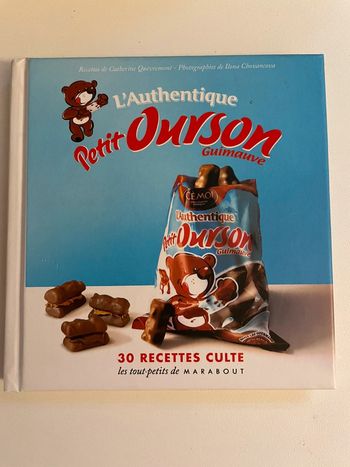 Recettes de Catherine Quévremont - Photographies de Ilona Chovancova
L'Authentique
Petit Ourson
Guimauve
CÉMOI
L'Authentique
Petit Ourson
Guimauve
30 RECETTES CULTE
les tout-petits de MARABOUT